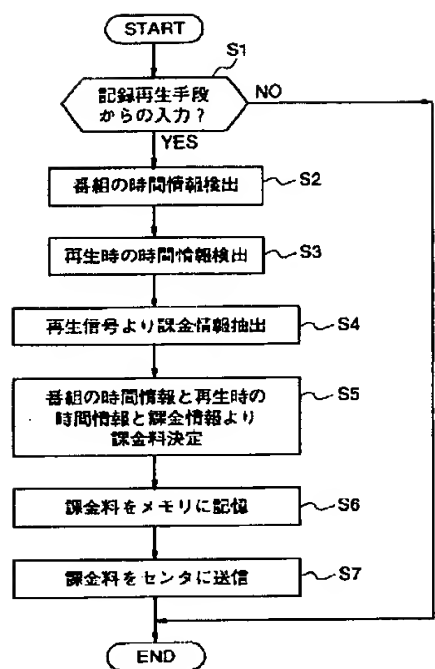 START
S1
記録再生手段
からの入力?
NO
YES
番組の時間情報検出
S2
再生時の時間情報検出
S3
再生信号より課金情報抽出
S4
番組の時間情報と再生時の
時間情報と課金情報より
課金料決定
S5
課金料をメモリに記憶
S6
課金料をセンタに送信
S7
END